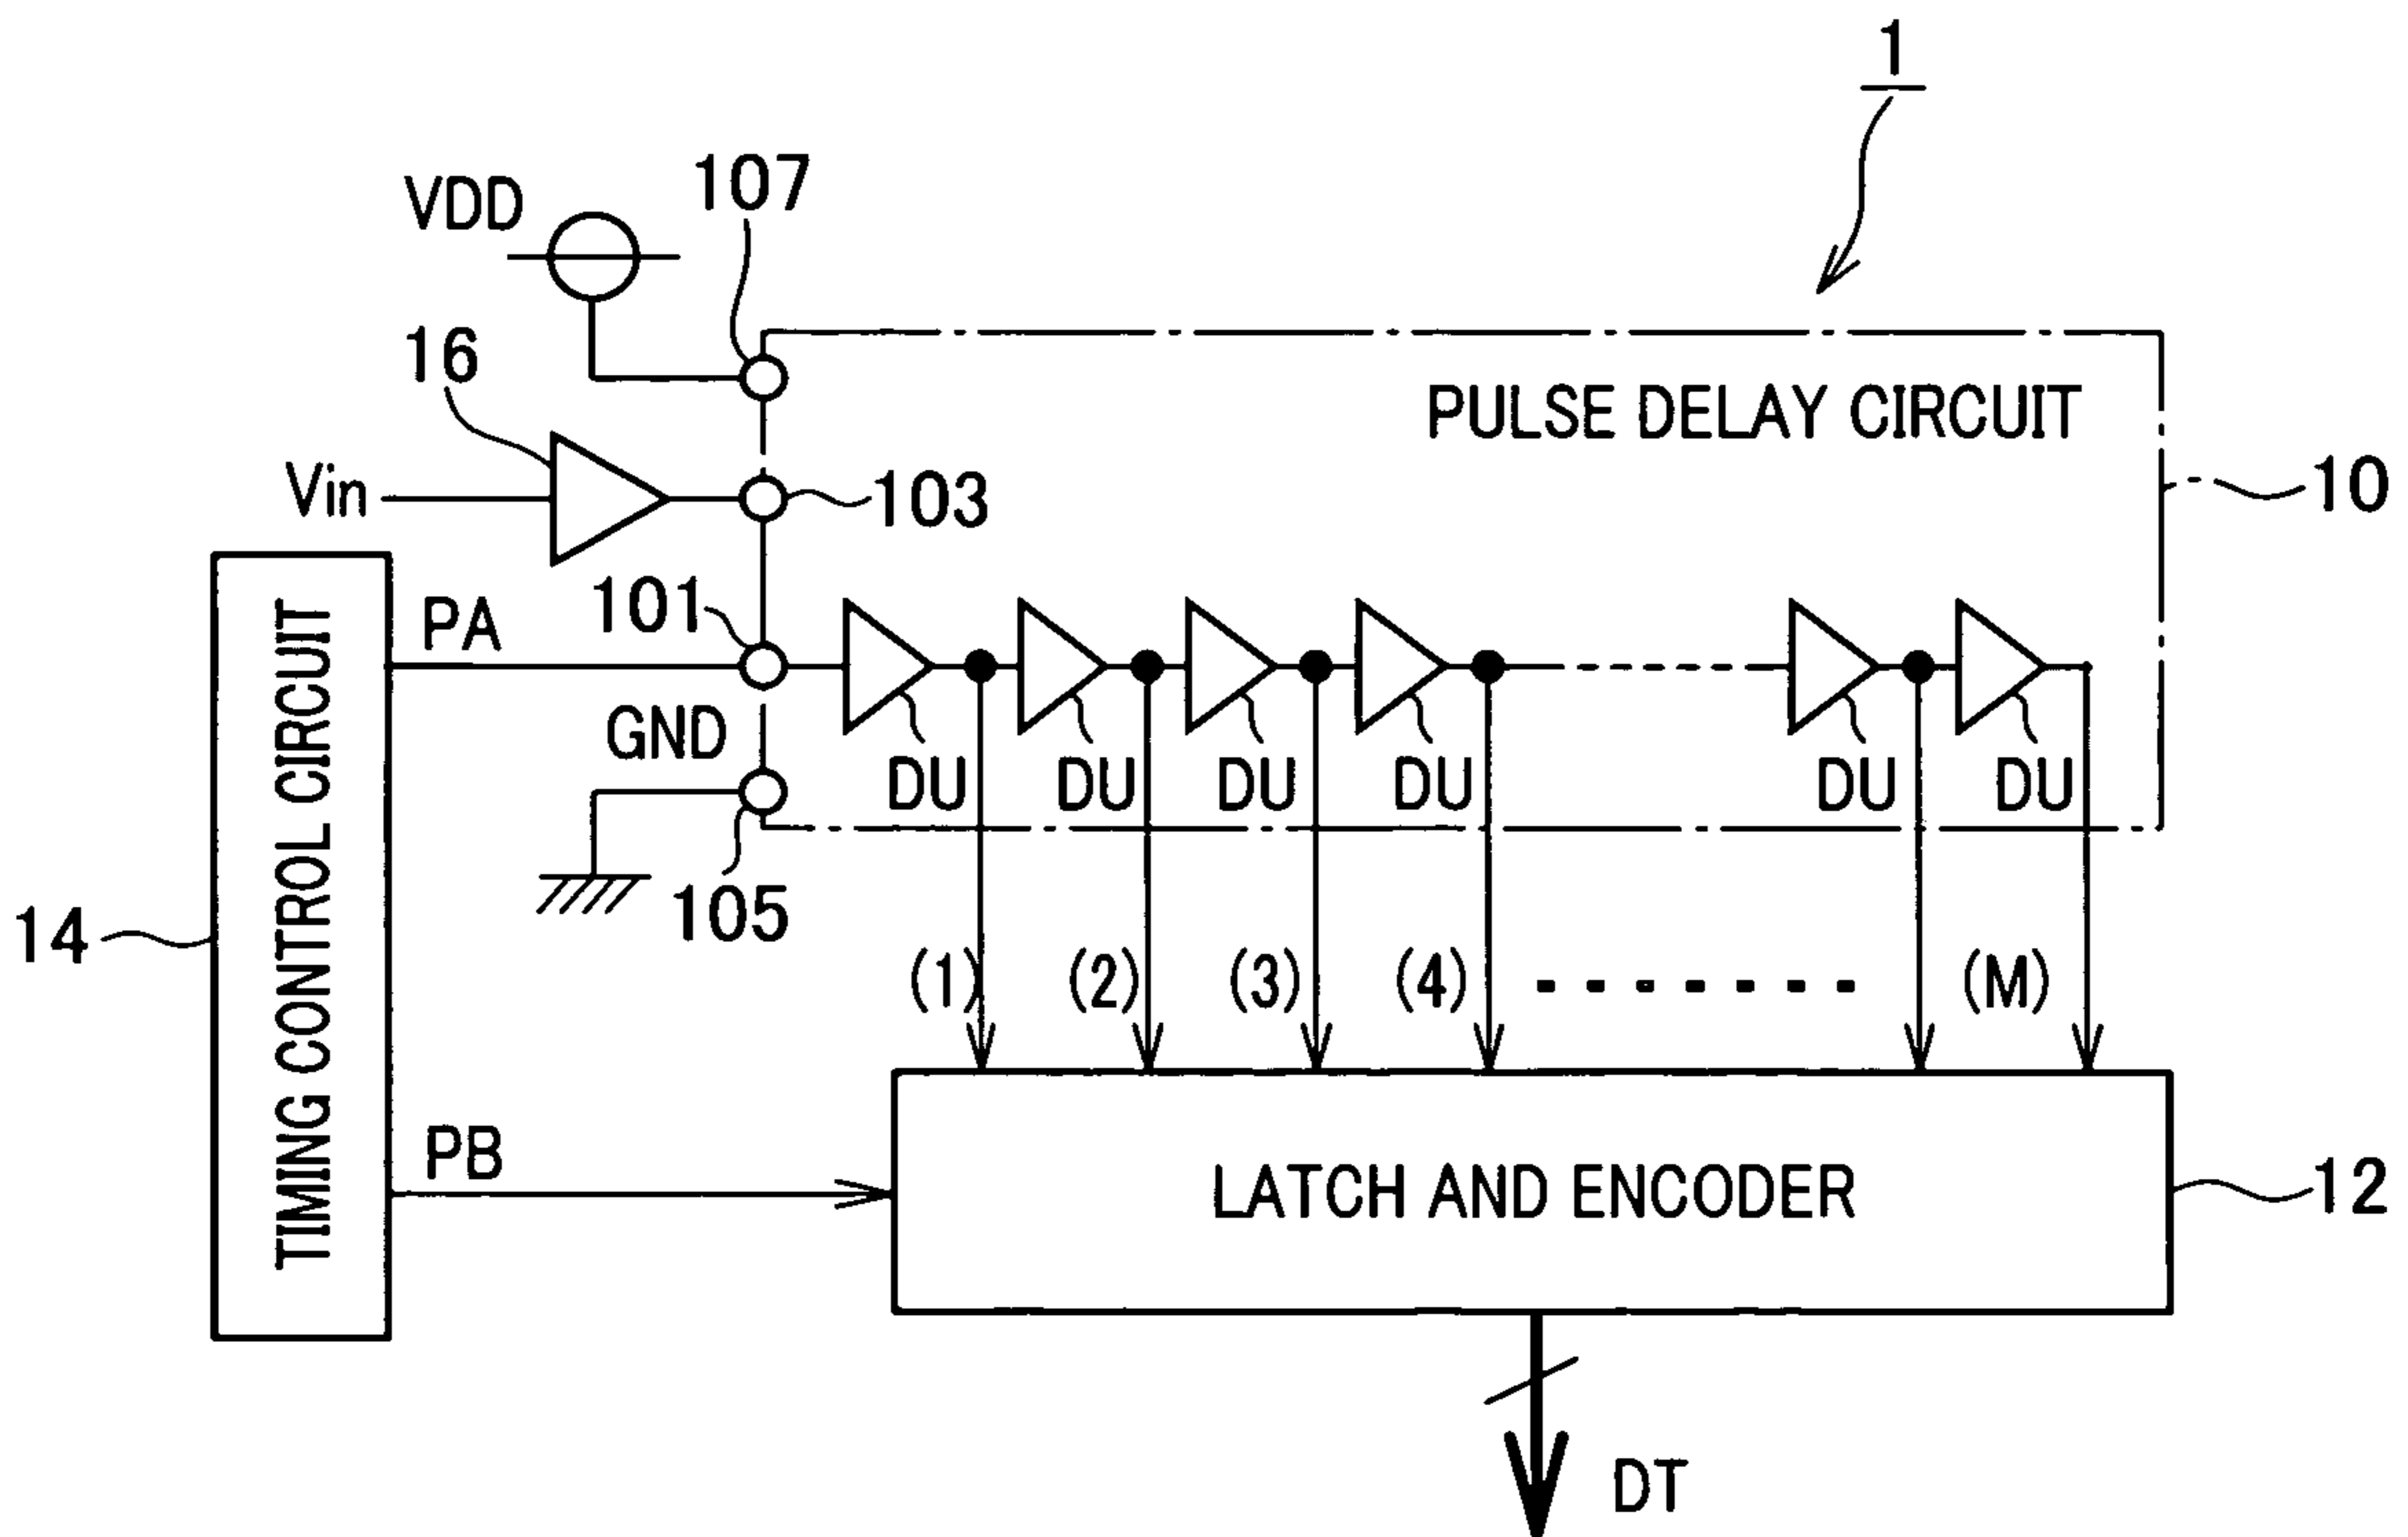 1
107
VDD
16
PULSE DELAY CIRCUIT
Vin
103
10
101
PA
TIMING CONTROL CIRCUIT
GND
DU DU DU DU DU DU
105
14
(1) (2) (3) (4) ....... (M)
PB
LATCH AND ENCODER
12
DT